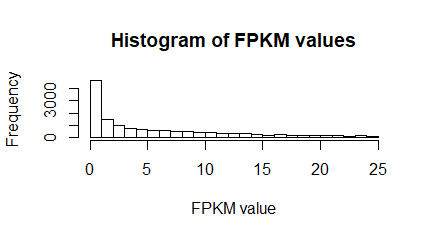 Histogram of FPKM values
Frequency
3000
0
0 5 10 15 20 25
FPKM value